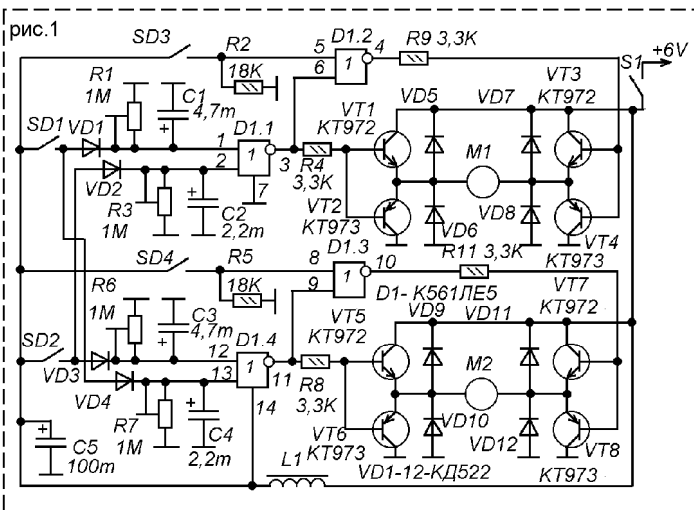 рис.1
SD3
R2
5
D1.2
4
R9 3,3K
6
1
S1
+6V
R1
1M
18K
C1
4,7m
VT1
KT972
VD5
VD7
VT3
KT972
SD1
VD1
D1.1
1
2
1
3
7
R4
3,3K
M1
VD2
R3
1M
C2
2,2m
VT2
KT973
VD6
VD8
VT4
KT973
SD4
R5
8
D1.3
10
R11 3,3K
9
1
R6
1M
18K
D1- К561ЛЕ5
C3
4,7m
VT5
KT972
VD9
VD11
VT7
KT972
SD2
VD3
D1.4
12
13
1
11
14
R8
3,3K
M2
VD4
R7
1M
C4
2,2m
VT6
KT973
VD10
VD12
VT8
KT973
C5
100m
L1
VD1-12-КД522